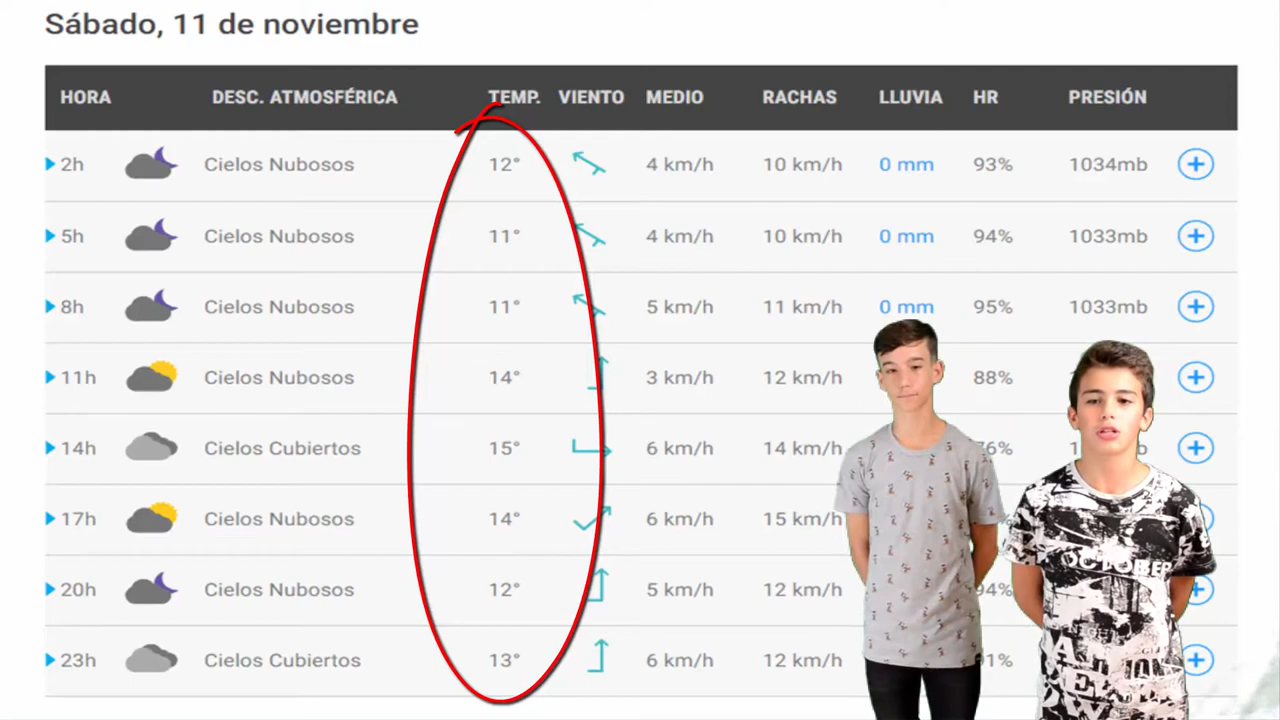 Sábado, 11 de noviembre
HORA DESC. ATMOSFÉRICA TEMP. VIENTO MEDIO RACHAS LLUVIA HR PRESIÓN
2h Cielos Nubosos 12° 4 km/h 10 km/h 0 mm 93% 1034mb
5h Cielos Nubosos 11° 4 km/h 10 km/h 0 mm 94% 1033mb
8h Cielos Nubosos 11° 5 km/h 11 km/h 0 mm 95% 1033mb
11h Cielos Nubosos 14° 3 km/h 12 km/h 88%
14h Cielos Cubiertos 15° 6 km/h 14 km/h
17h Cielos Nubosos 14° 6 km/h 15 km/h
20h Cielos Nubosos 12° 5 km/h 12 km/h 94%
23h Cielos Cubiertos 13° 6 km/h 12 km/h
OCTOBER